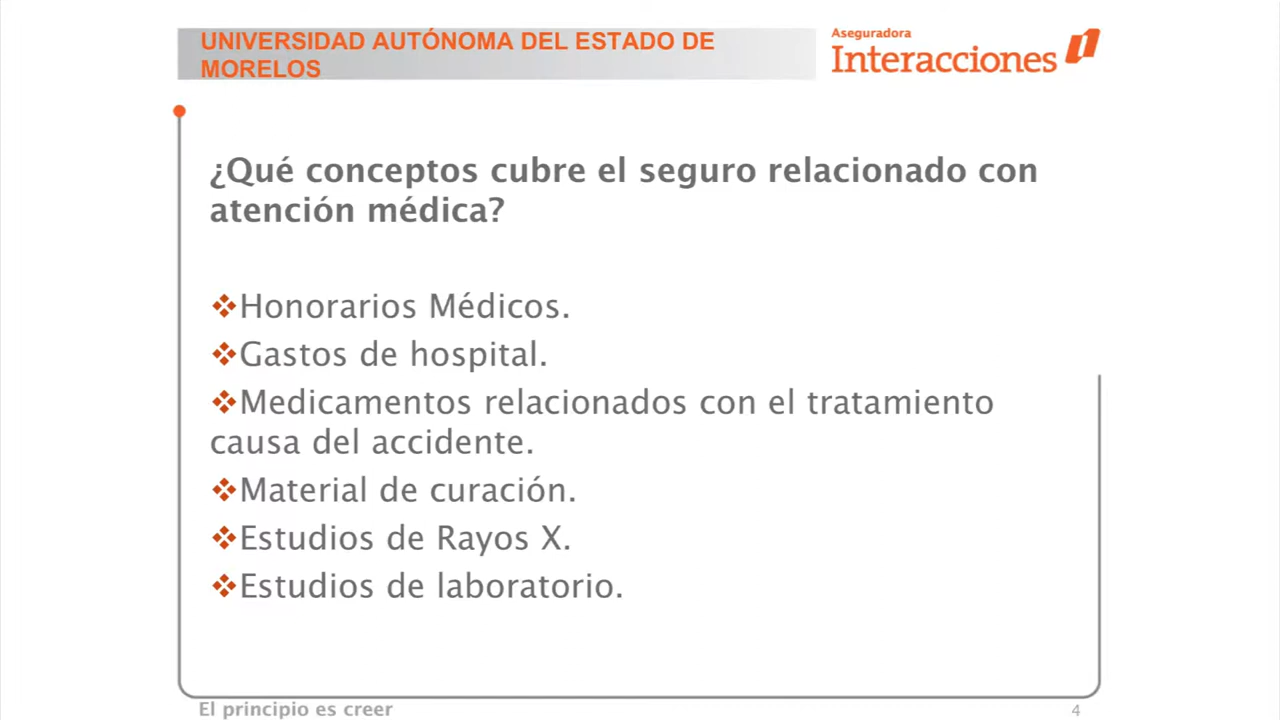 UNIVERSIDAD AUTÓNOMA DEL ESTADO DE
MORELOS
Aseguradora
Interacciones
¿Qué conceptos cubre el seguro relacionado con
atención médica?
❖Honorarios Médicos.
❖Gastos de hospital.
❖Medicamentos relacionados con el tratamiento
causa del accidente.
❖Material de curación.
❖Estudios de Rayos X.
❖Estudios de laboratorio.
El principio es creer
4